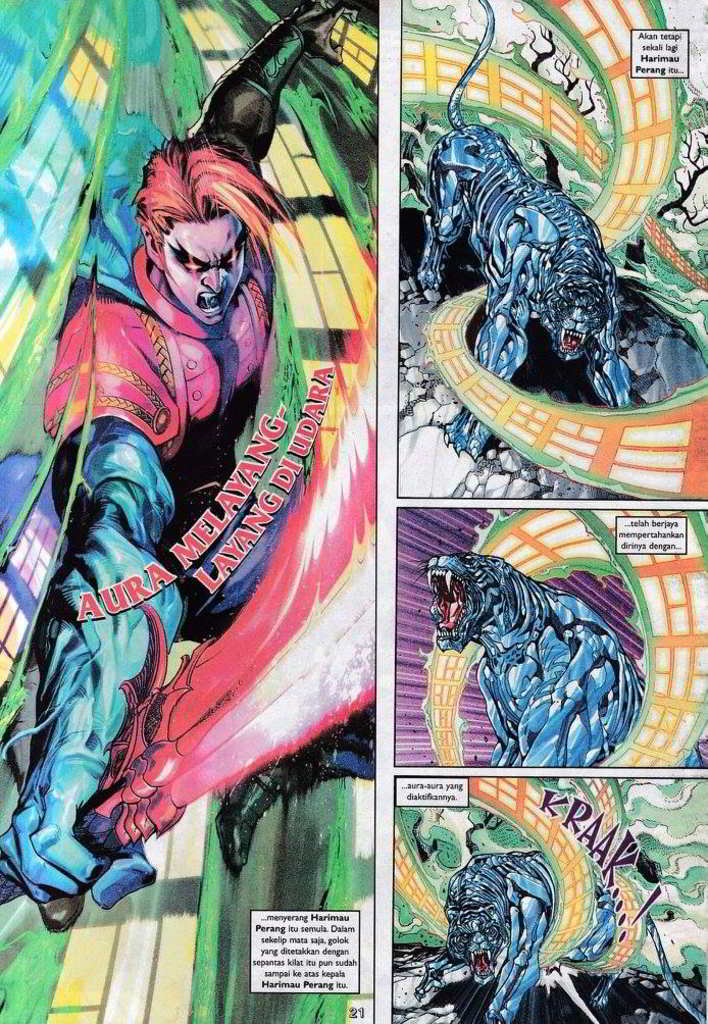 AURA MELAYANG-
LAYANG DI UDARA
...menyerang Harimau
Perang itu semula. Dalam
sekelip mata saja, golok
yang ditetakkan dengan
sepantas kilat itu pun sudah
sampai ke atas kepala
Harimau Perang itu.
21
Akan tetapi
sekali lagi
Harimau
Perang itu...
...telah berjaya
mempertahankan
dirinya dengan...
...aura-aura yang
diaktifkannya.
KRAAK...!